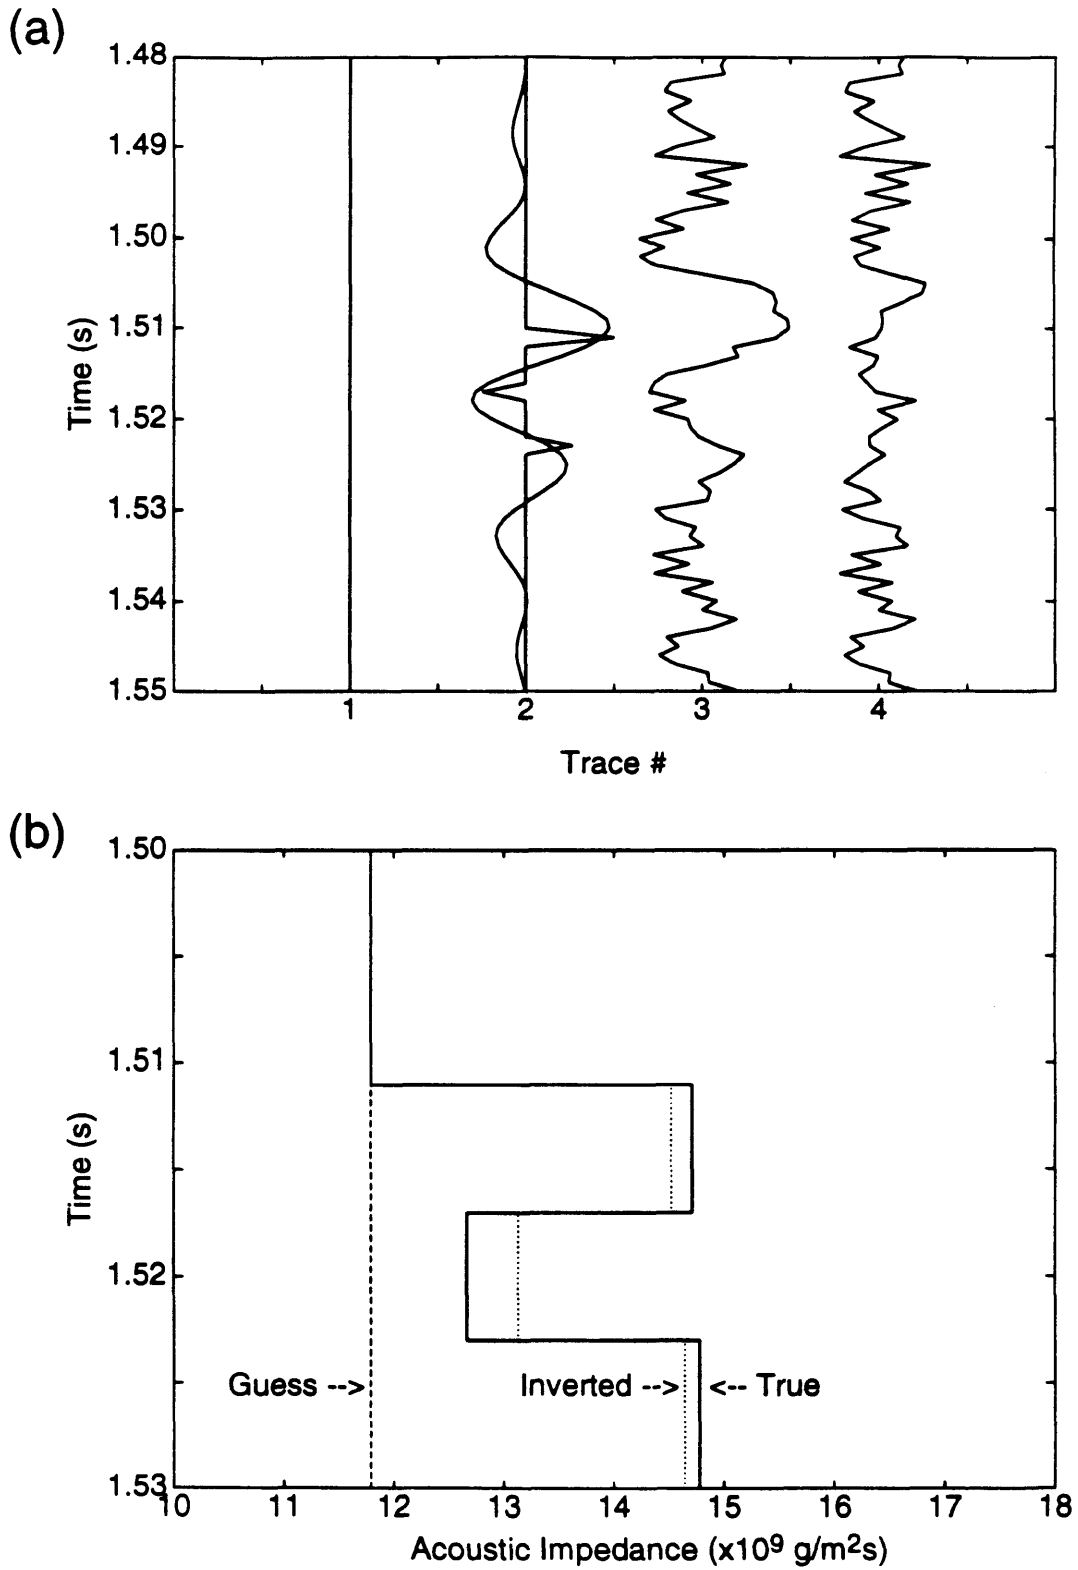 (a)
1.48
1.49
1.50
1.51
1.52
1.53
1.54
1.55
Time (s)
1 2 3 4
Trace #
(b)
1.50
1.51
1.52
1.53
Time (s)
Guess --> Inverted --> <-- True
10 11 12 13 14 15 16 17 18
Acoustic Impedance (x10⁹ g/m²s)